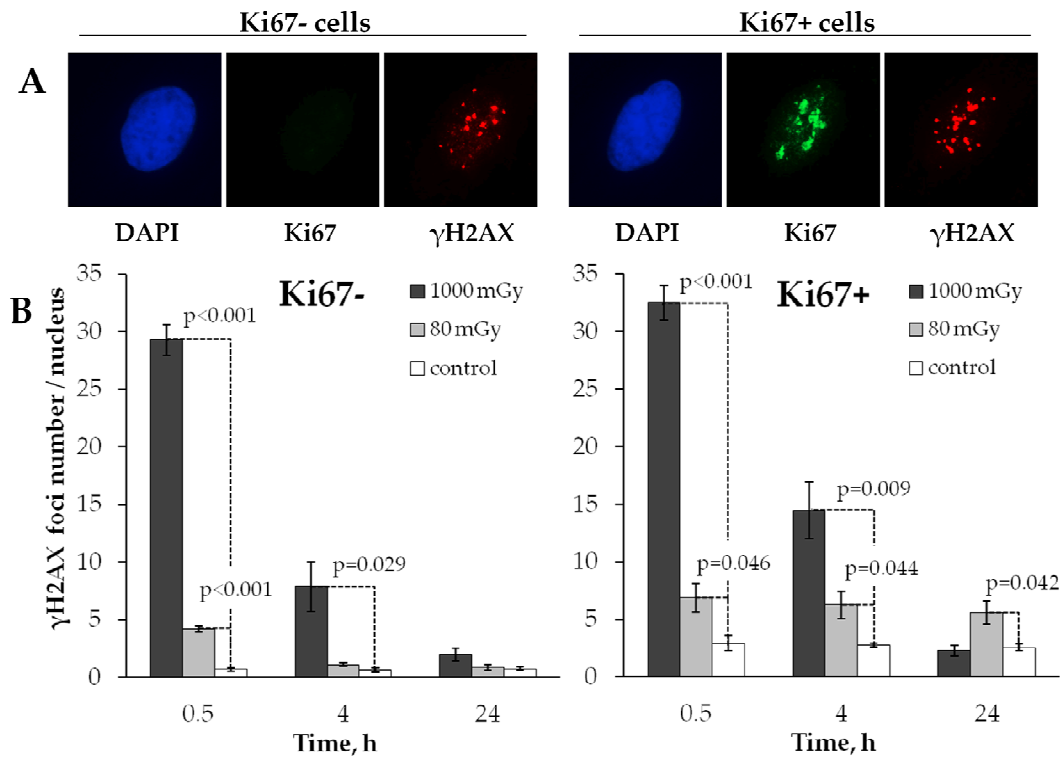 Ki67- cells
Ki67+ cells
A
DAPI
Ki67
γH2AX
DAPI
Ki67
γH2AX
B
γH2AX foci number / nucleus
Ki67-
1000 mGy
80 mGy
control
35
30
25
20
15
10
5
0
p<0.001
p<0.001
p=0.029
0.5
4
24
Time, h
Ki67+
1000 mGy
80 mGy
control
35
30
25
20
15
10
5
0
p<0.001
p=0.009
p=0.046
p=0.044
p=0.042
0.5
4
24
Time, h